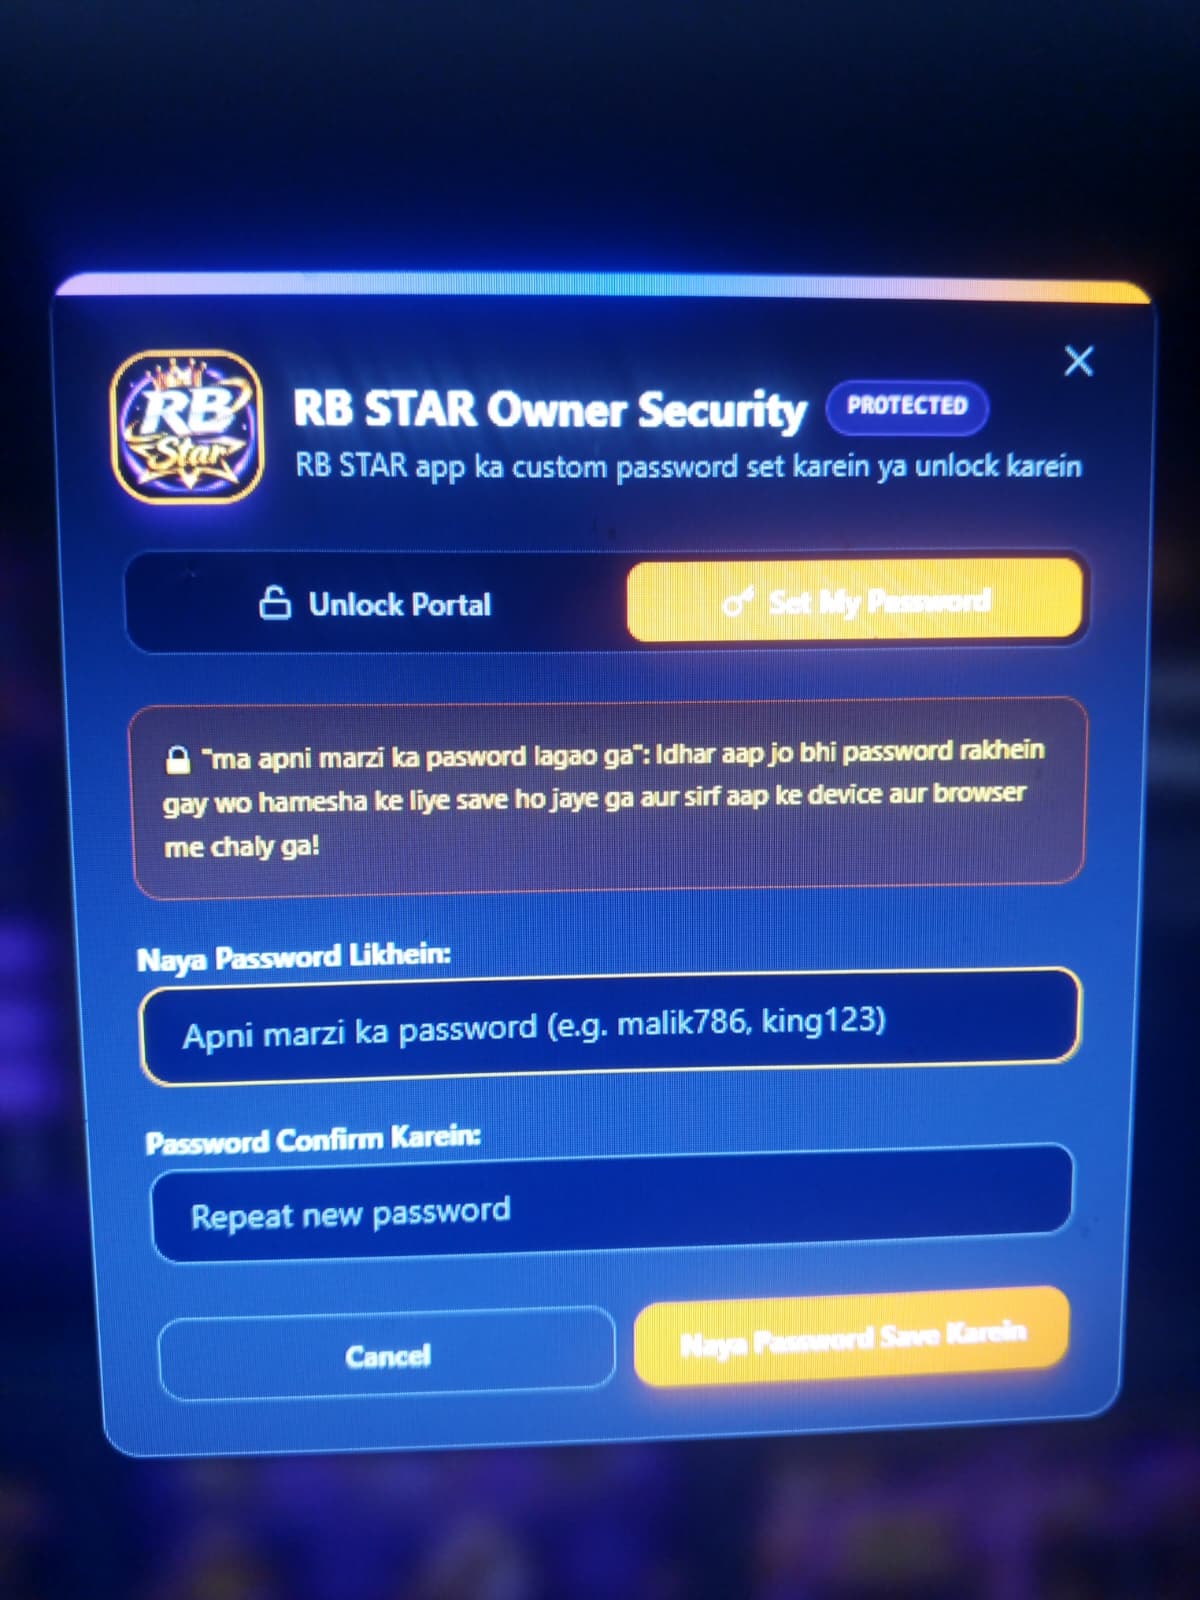 RB
Star
RB STAR Owner Security PROTECTED
RB STAR app ka custom password set karein ya unlock karein
Unlock Portal
Set My Password
"ma apni marzi ka pasword lagao ga": Idhar aap jo bhi password rakhein
gay wo hamesha ke liye save ho jaye ga aur sirf aap ke device aur browser
me chaly ga!
Naya Password Likhein:
Apni marzi ka password (e.g. malik786, king123)
Password Confirm Karein:
Repeat new password
Cancel
Naya Password Save Karein